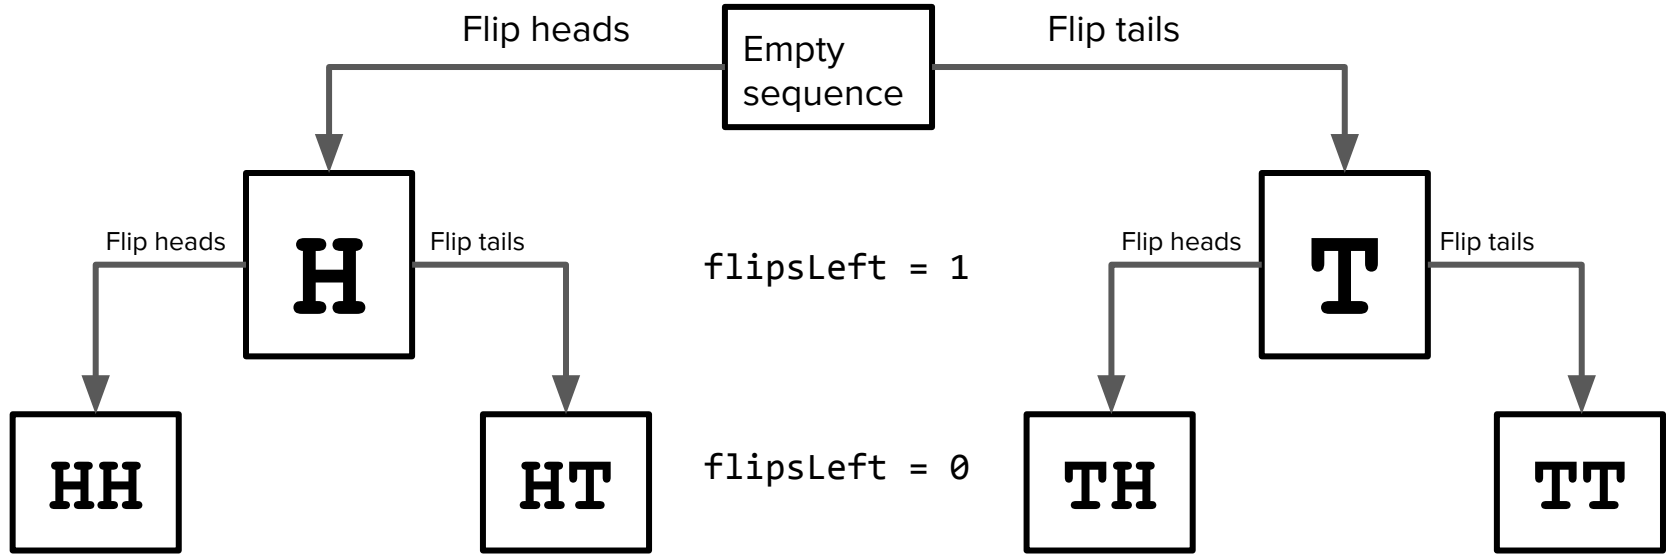 Flip heads
Empty
sequence
Flip tails
Flip heads
H
Flip tails
flipsLeft = 1
Flip heads
T
Flip tails
HH
HT
flipsLeft = 0
TH
TT